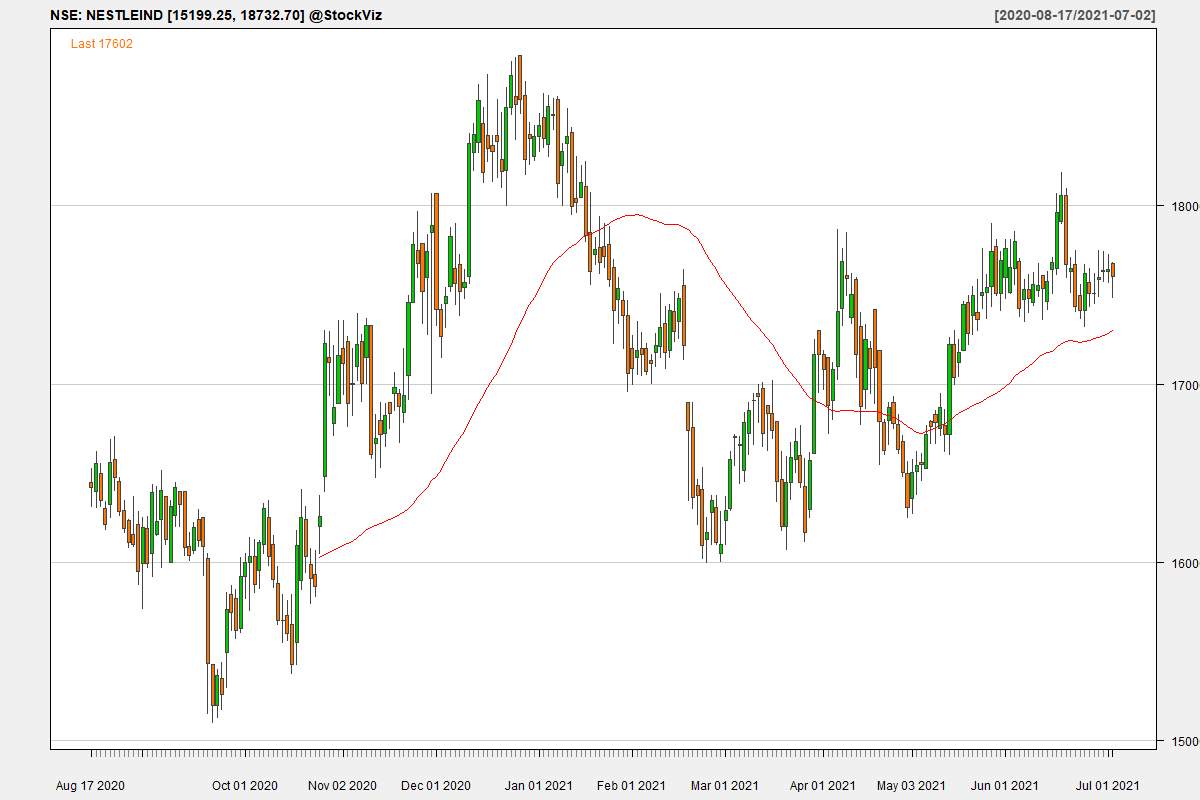 NSE: NESTLEIND [15199.25, 18732.70] @StockViz [2020-08-17/2021-07-02]
Last 17602
1800
1700
1600
1500
Aug 17 2020 Oct 01 2020 Nov 02 2020 Dec 01 2020 Jan 01 2021 Feb 01 2021 Mar 01 2021 Apr 01 2021 May 03 2021 Jun 01 2021 Jul 01 2021